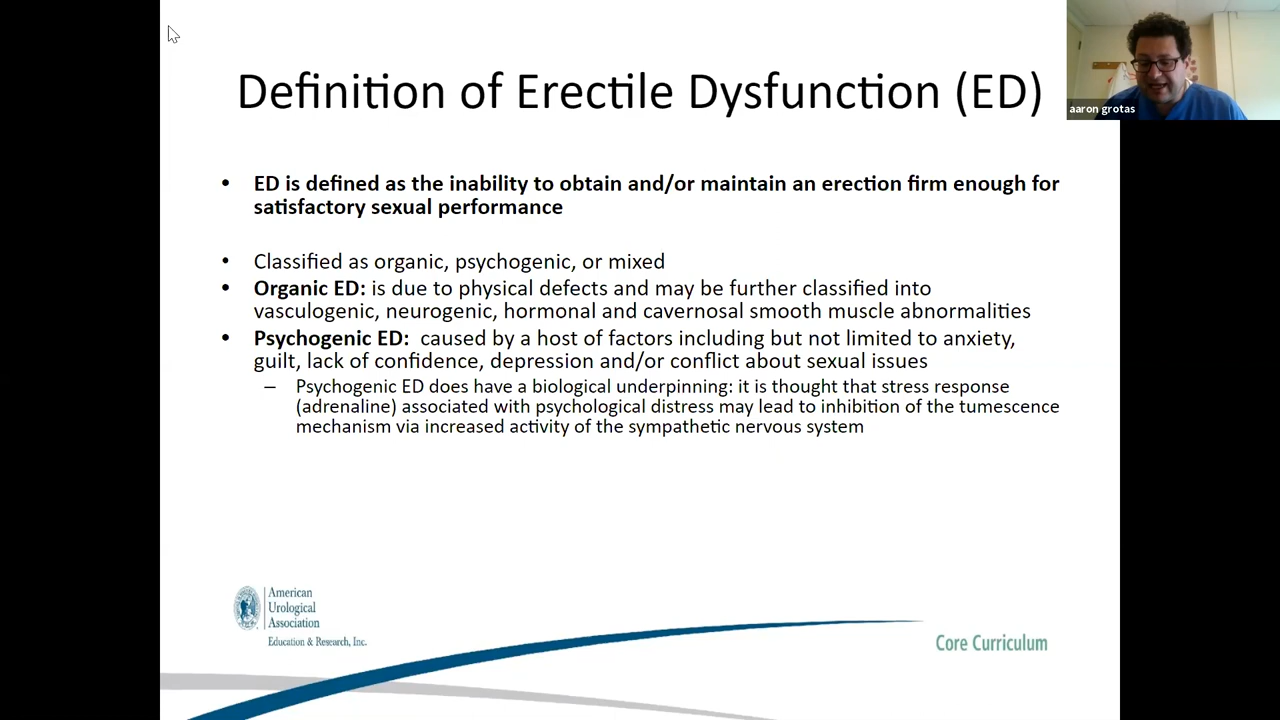 Definition of Erectile Dysfunction (ED)
aaron grotas
• ED is defined as the inability to obtain and/or maintain an erection firm enough for
satisfactory sexual performance
• Classified as organic, psychogenic, or mixed
• Organic ED: is due to physical defects and may be further classified into
vasculogenic, neurogenic, hormonal and cavernosal smooth muscle abnormalities
• Psychogenic ED:  caused by a host of factors including but not limited to anxiety,
guilt, lack of confidence, depression and/or conflict about sexual issues
– Psychogenic ED does have a biological underpinning: it is thought that stress response
(adrenaline) associated with psychological distress may lead to inhibition of the tumescence
mechanism via increased activity of the sympathetic nervous system
American
Urological
Association
Education & Research, Inc.
Core Curriculum